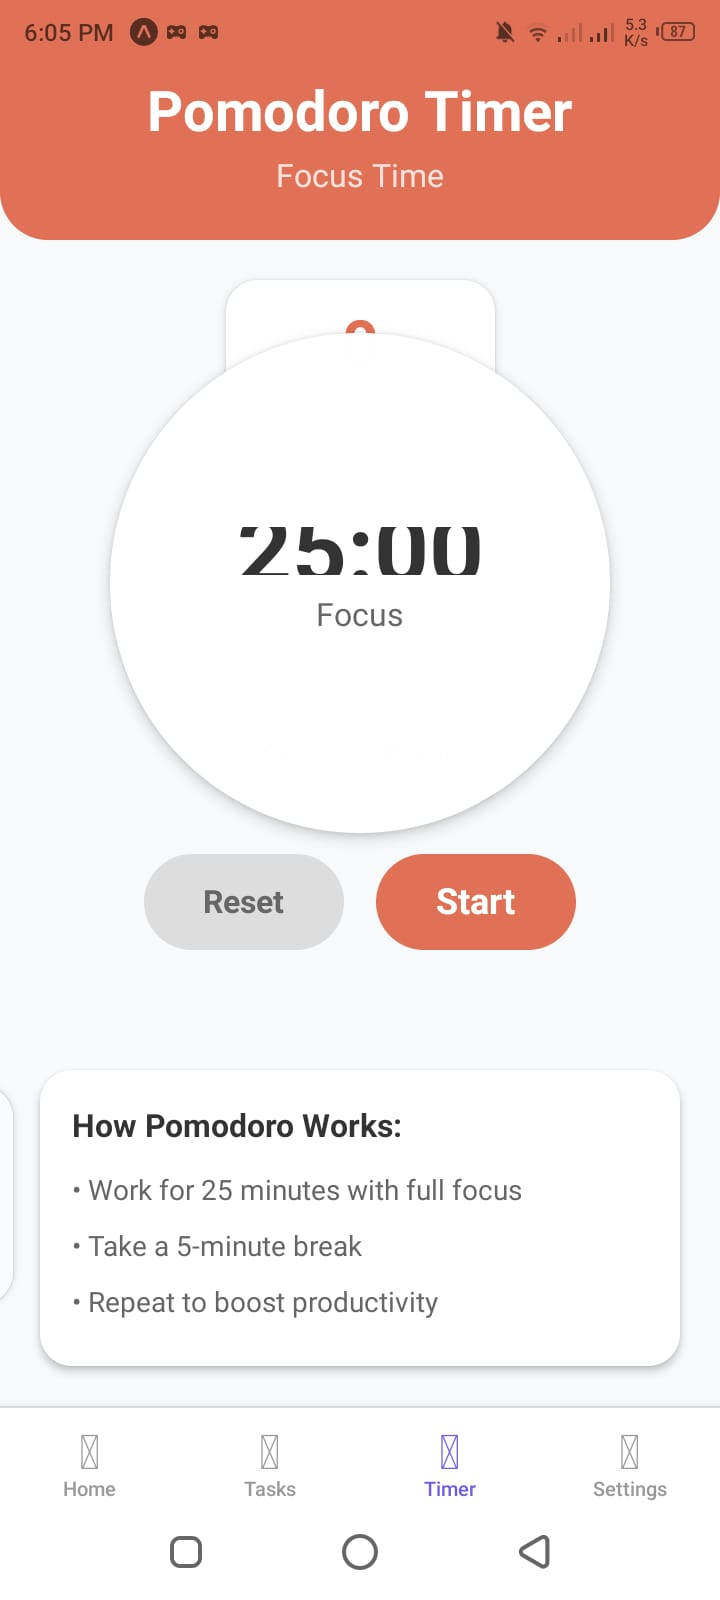 6:05 PM
5.3
K/s
87
Pomodoro Timer
Focus Time
25:00
Focus
Reset
Start
How Pomodoro Works:
• Work for 25 minutes with full focus
• Take a 5-minute break
• Repeat to boost productivity
Home
Tasks
Timer
Settings